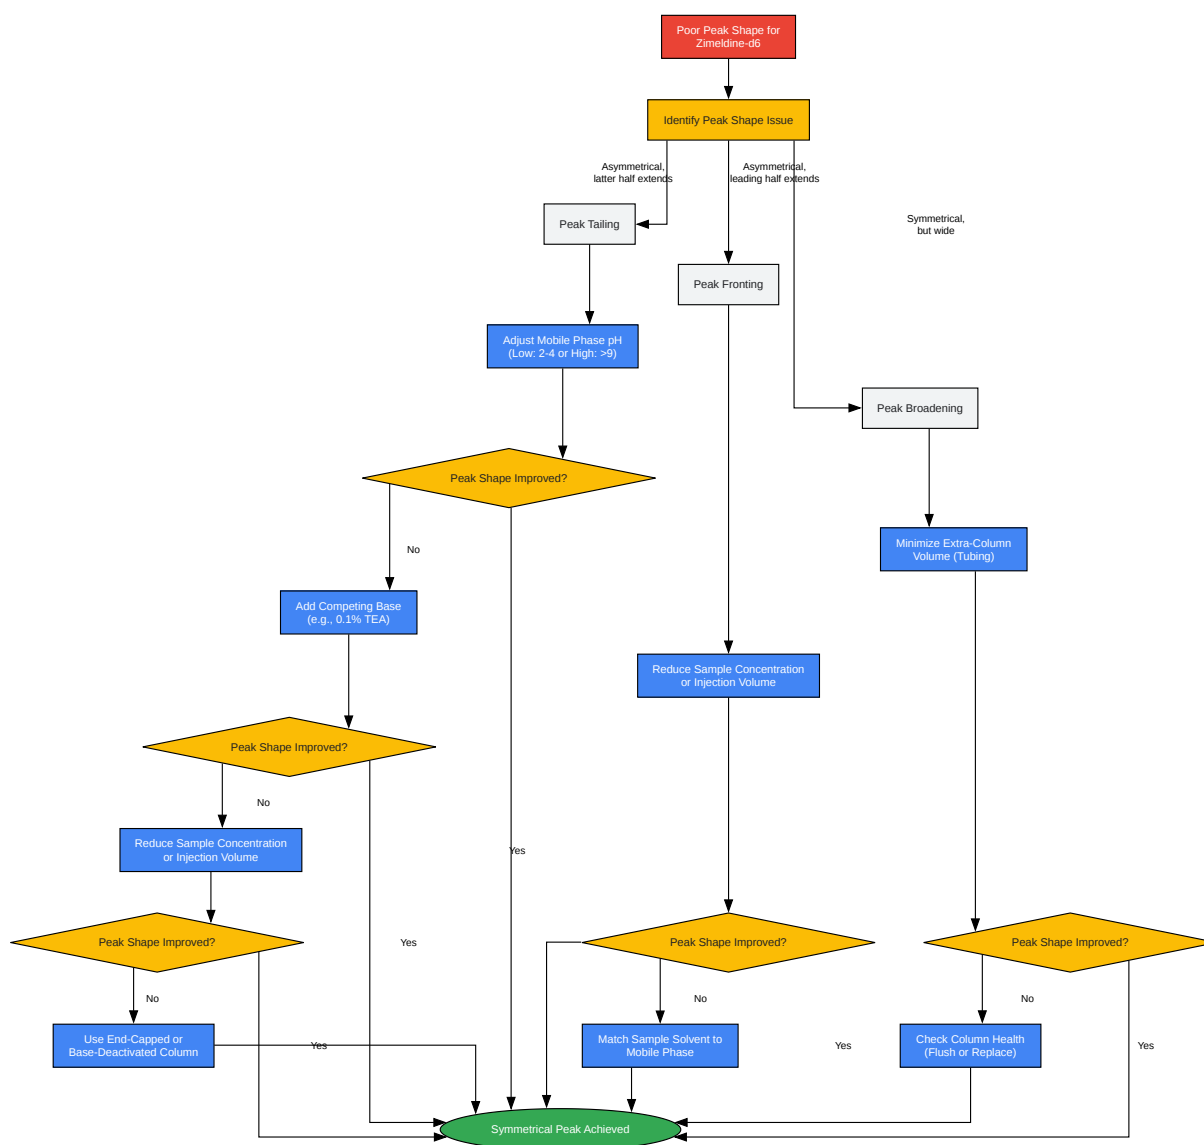 Poor Peak Shape for
Zimeldine-d6
Identify Peak Shape Issue
Asymmetrical,
latter half extends
Asymmetrical,
leading half extends
Symmetrical,
but wide
Peak Tailing
Peak Fronting
Adjust Mobile Phase pH
(Low: 2-4 or High: >9)
Peak Broadening
Peak Shape Improved?
No
Minimize Extra-Column
Volume (Tubing)
Add Competing Base
(e.g., 0.1% TEA)
Reduce Sample Concentration
or Injection Volume
Peak Shape Improved?
No
Reduce Sample Concentration
or Injection Volume
Yes
Peak Shape Improved?
Yes
Peak Shape Improved?
Peak Shape Improved?
No
No
No
Use End-Capped or
Base-Deactivated Column
Yes
Match Sample Solvent to
Mobile Phase
Yes
Check Column Health
(Flush or Replace)
Yes
Symmetrical Peak Achieved